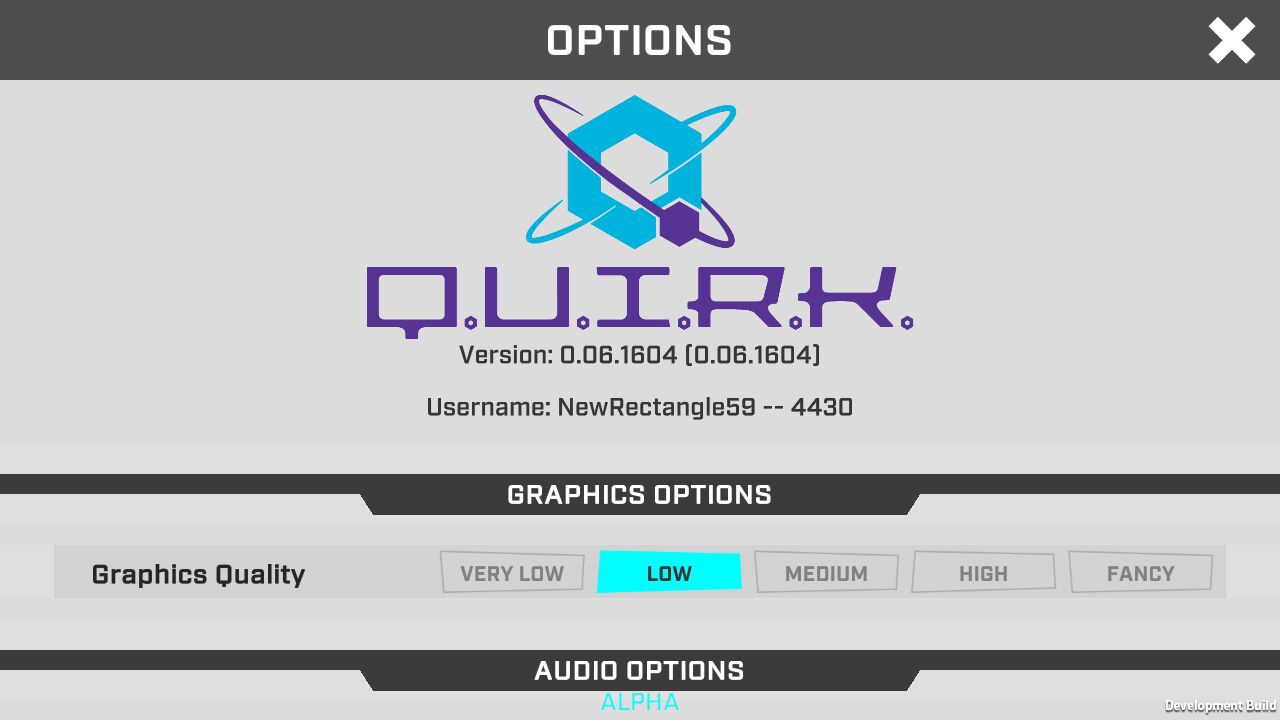 OPTIONS
Q.U.I.R.K.
Version: 0.06.1604 [0.06.1604]
Username: NewRectangle59 -- 4430
GRAPHICS OPTIONS
Graphics Quality VERY LOW LOW MEDIUM HIGH FANCY
AUDIO OPTIONS
ALPHA
Development Build